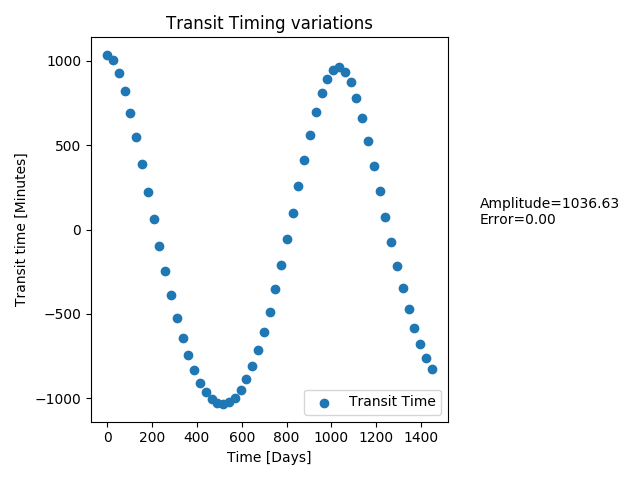 Transit Timing variations
Transit time [Minutes]
1000
500
0
−500
−1000
Amplitude=1036.63
Error=0.00
Transit Time
0 200 400 600 800 1000 1200 1400
Time [Days]